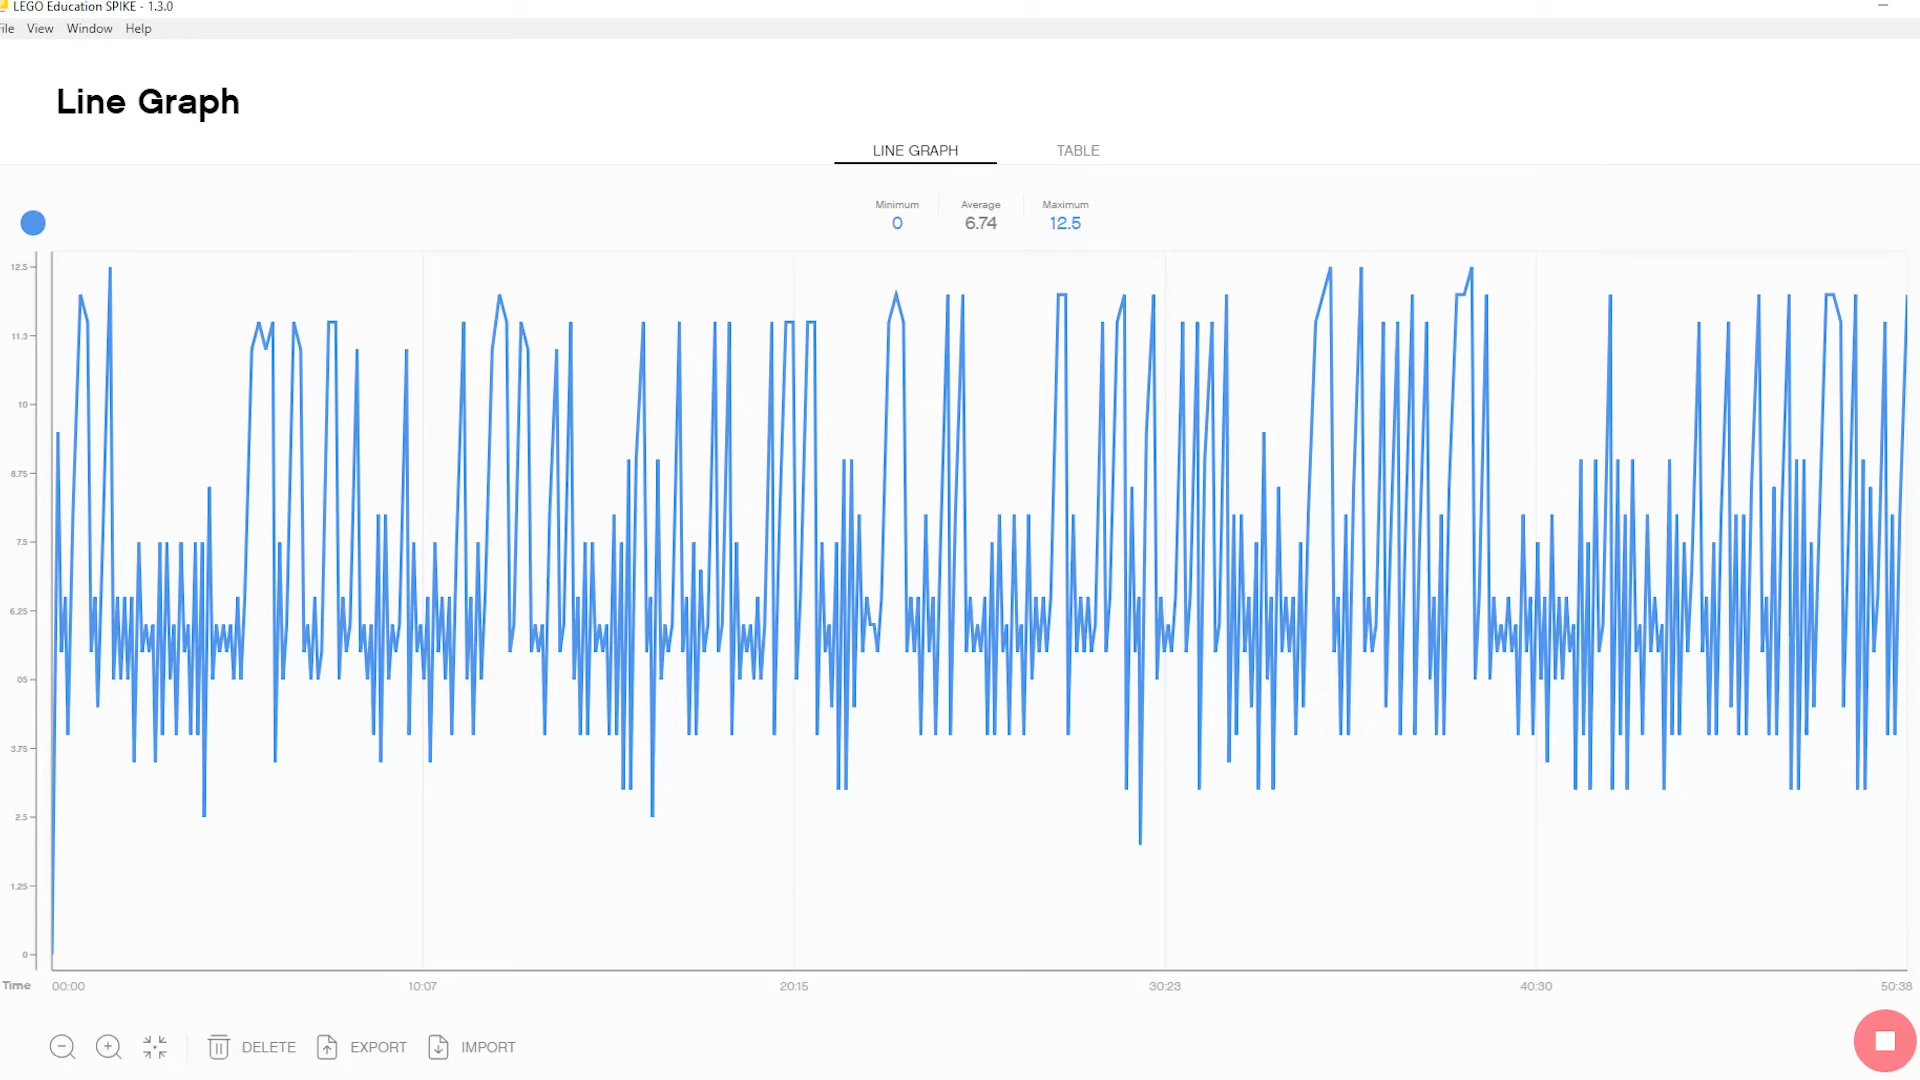 LEGO Education SPIKE - 1.3.0
ile View Window Help
Line Graph
LINE GRAPH TABLE
Minimum Average Maximum
0 6.74 12.5
12.5
11.3
10
8.75
7.5
6.25
05
3.75
2.5
1.25
0
Time 00:00 10:07 20:15 30:23 40:30 50:38
DELETE EXPORT IMPORT